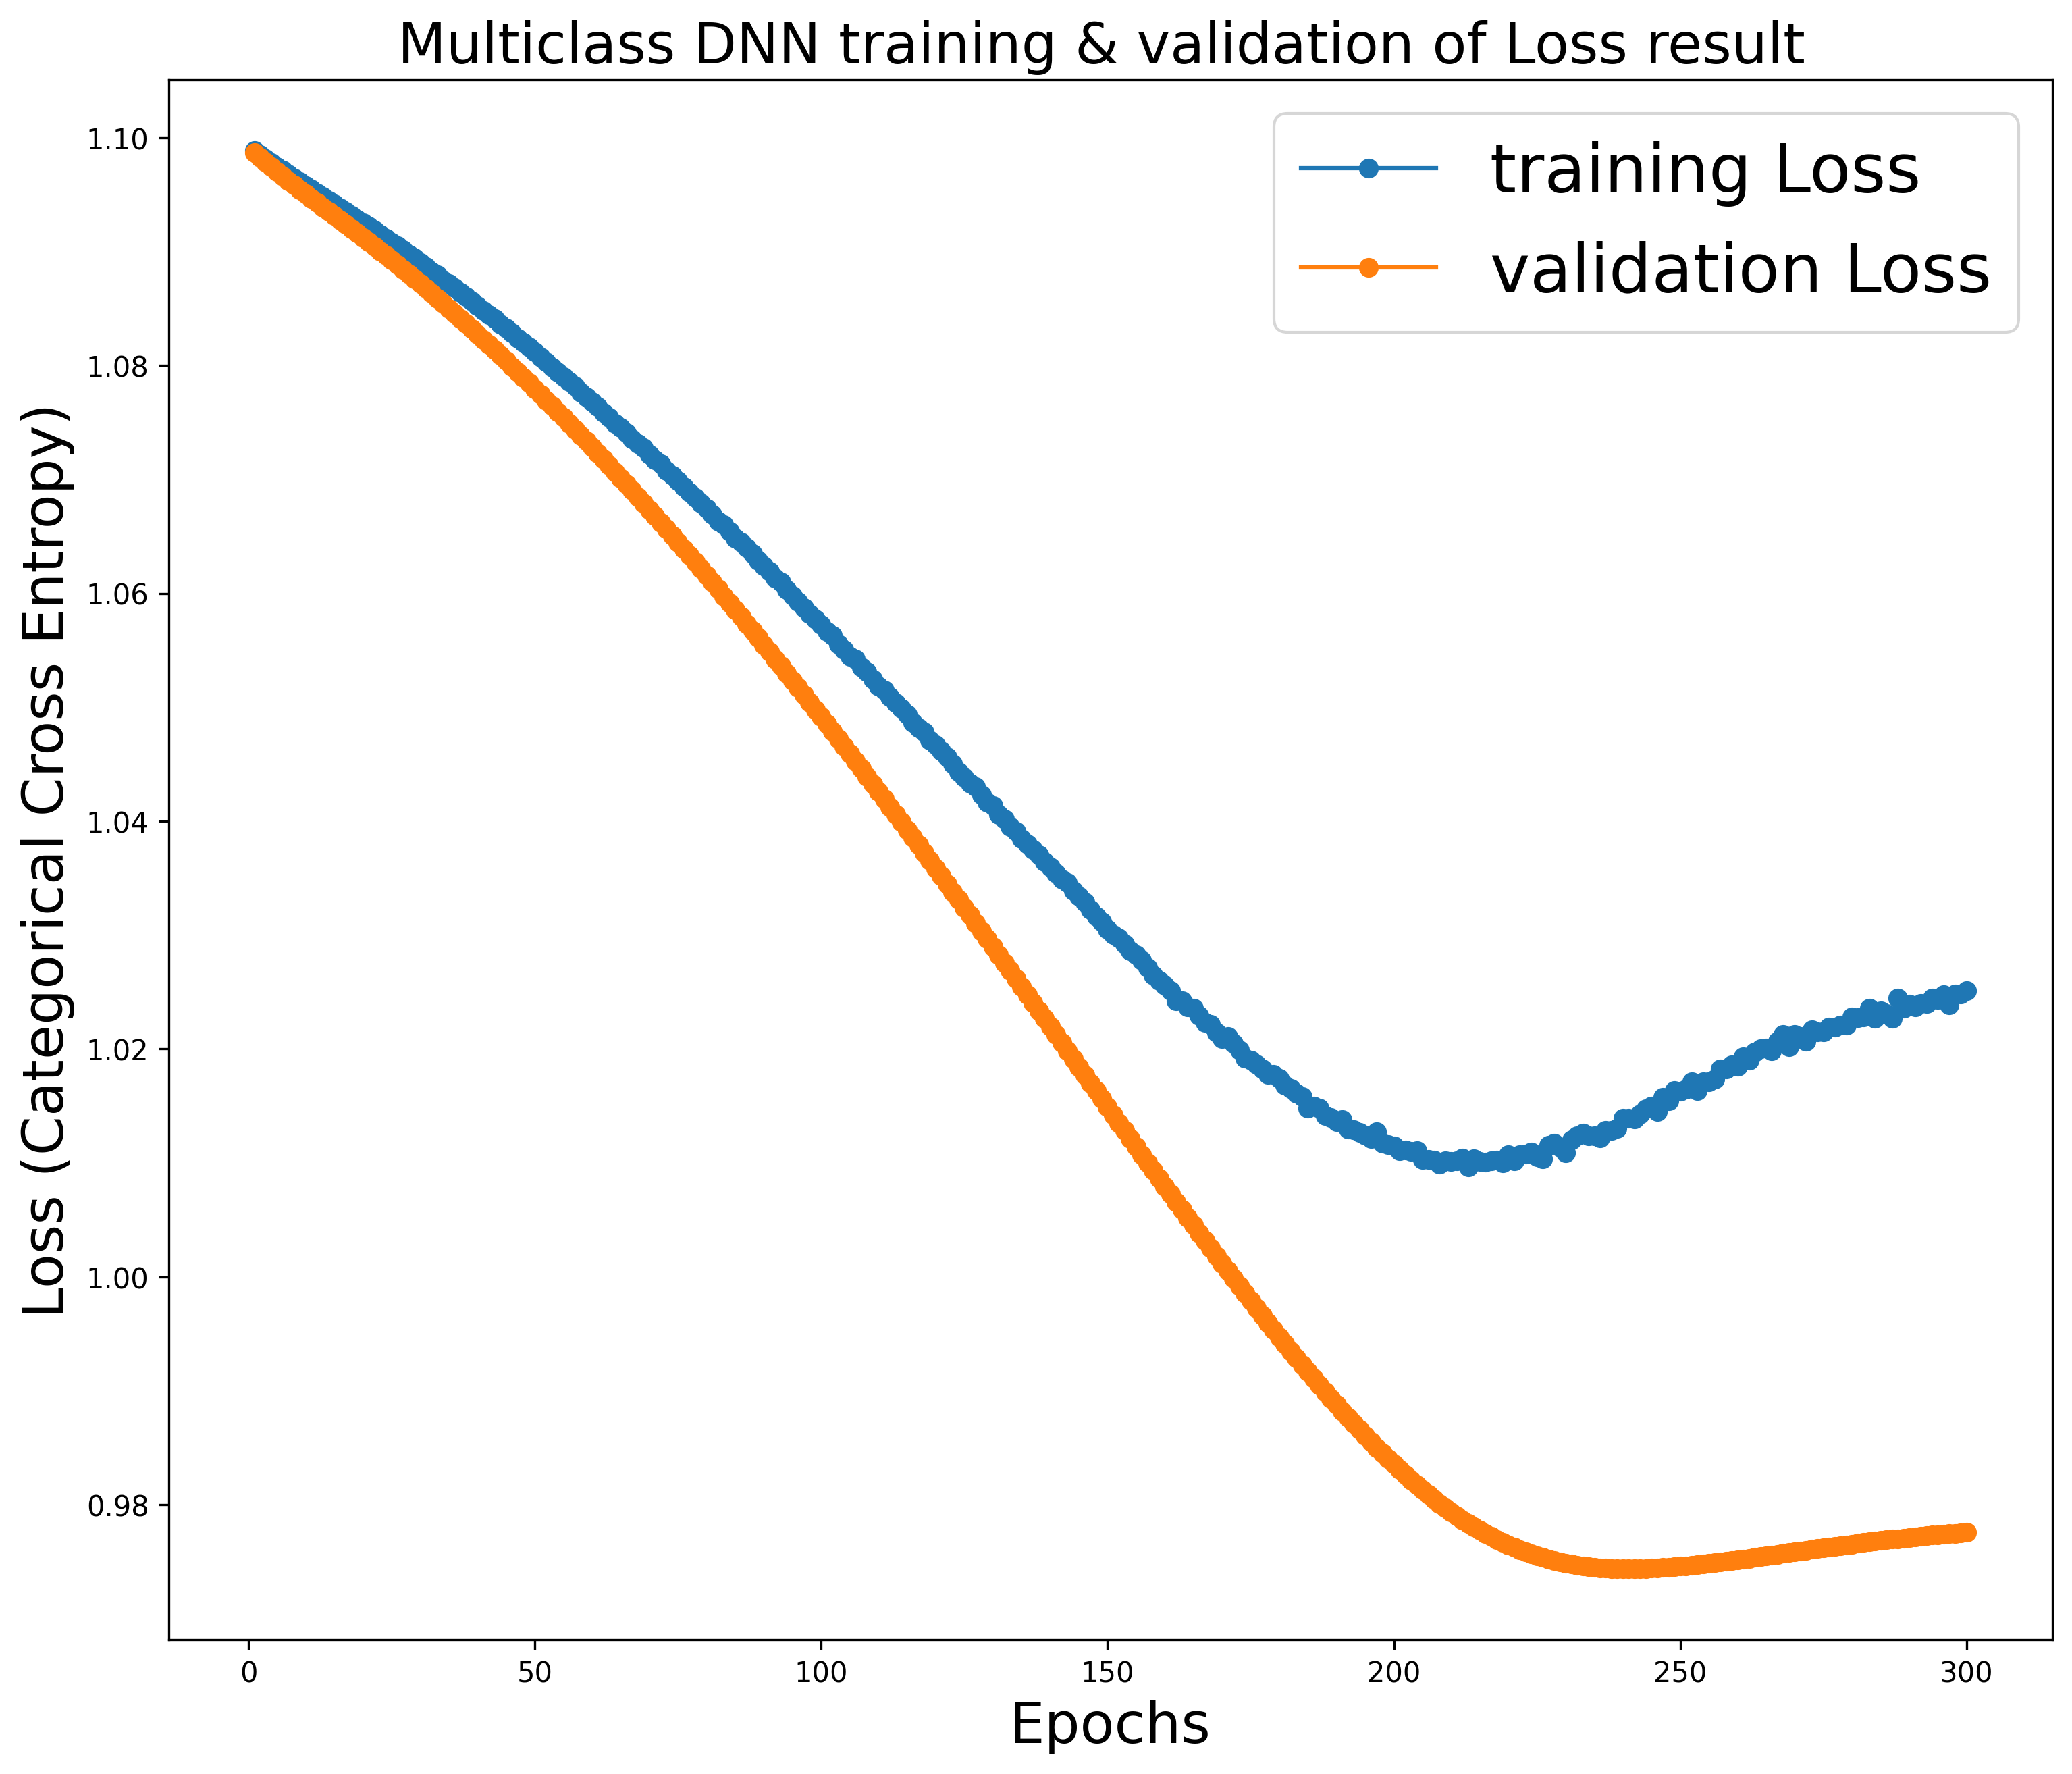 Multiclass DNN training & validation of Loss result
training Loss
validation Loss
Loss (Categorical Cross Entropy)
1.10
1.08
1.06
1.04
1.02
1.00
0.98
0 50 100 150 200 250 300
Epochs